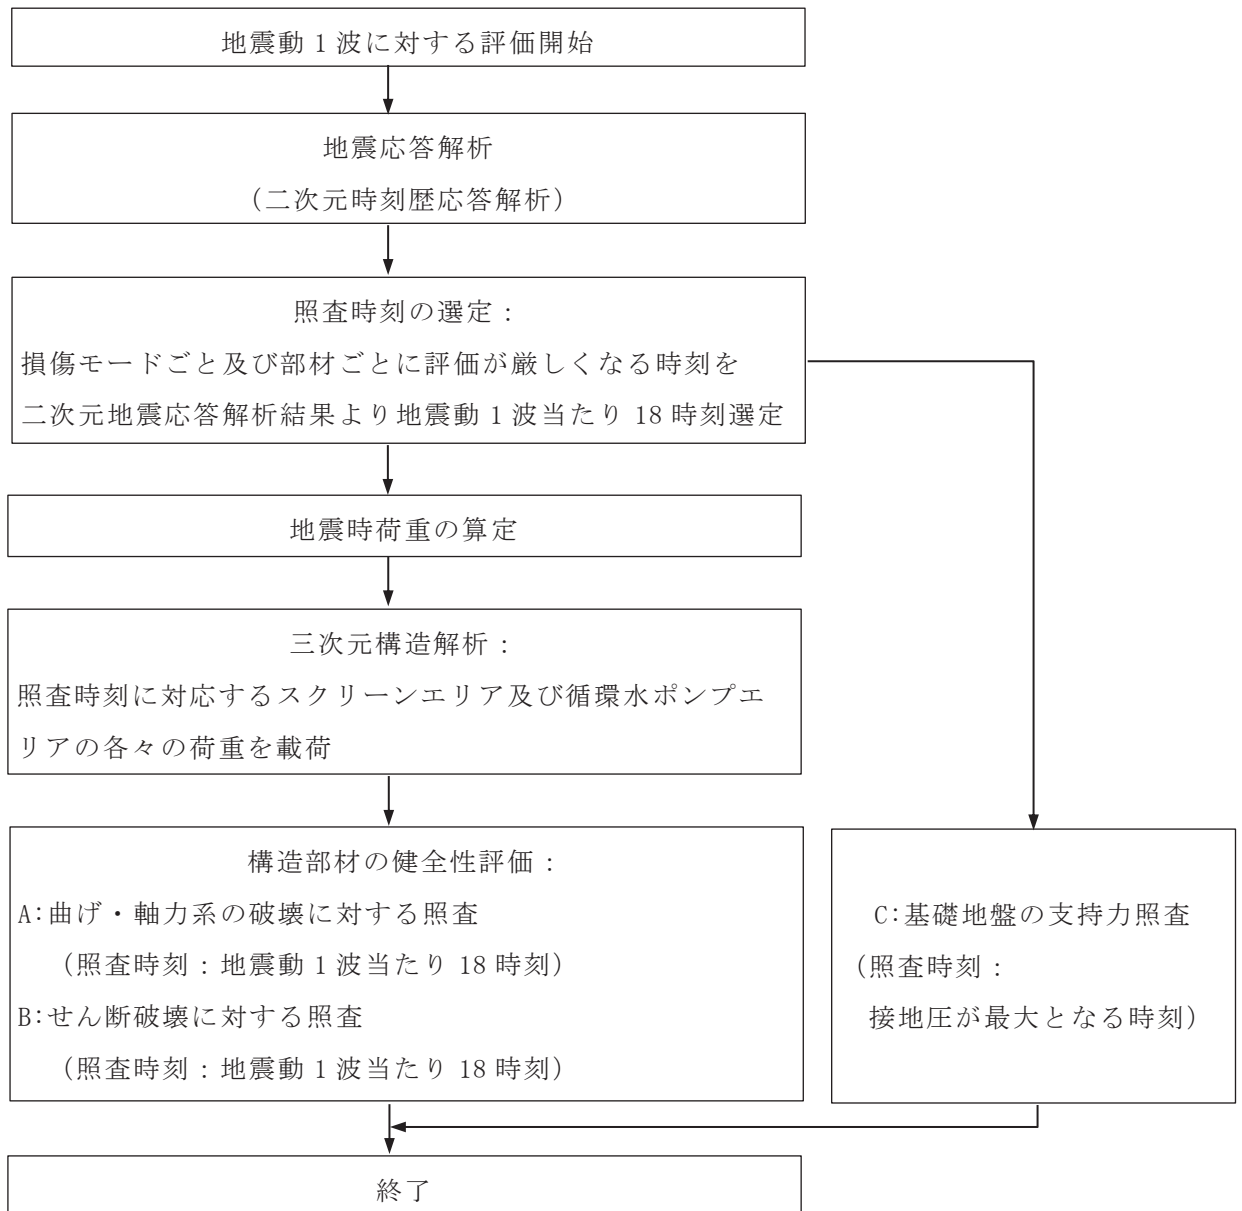 地震動 1 波に対する評価開始
地震応答解析
(二次元時刻歴応答解析)
照査時刻の選定：
損傷モードごと及び部材ごとに評価が厳しくなる時刻を
二次元地震応答解析結果より地震動 1 波当たり 18 時刻選定
地震時荷重の算定
三次元構造解析：
照査時刻に対応するスクリーンエリア及び循環水ポンプエ
リアの各々の荷重を載荷
構造部材の健全性評価：
A:曲げ・軸力系の破壊に対する照査
(照査時刻：地震動 1 波当たり 18 時刻)
B:せん断破壊に対する照査
(照査時刻：地震動 1 波当たり 18 時刻)
C:基礎地盤の支持力照査
(照査時刻：
接地圧が最大となる時刻)
終了